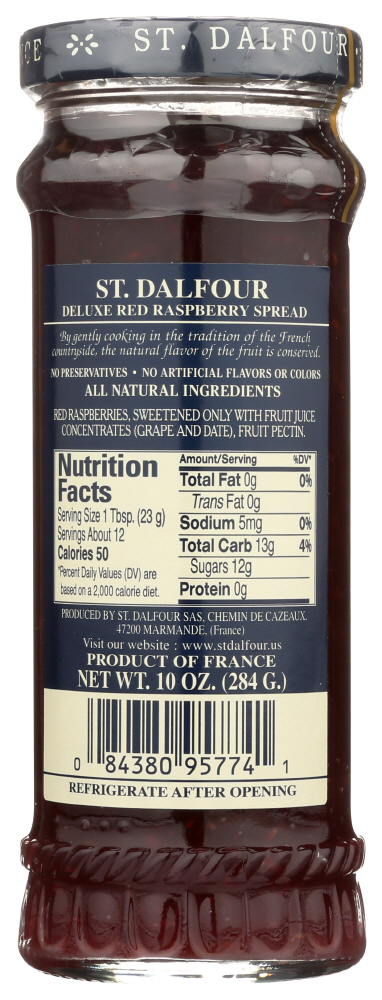 CE ST. DALFOUR
ST. DALFOUR
DELUXE RED RASPBERRY SPREAD
By gently cooking in the tradition of the French
countryside, the natural flavor of the fruit is conserved.
NO PRESERVATIVES • NO ARTIFICIAL FLAVORS OR COLORS
ALL NATURAL INGREDIENTS
RED RASPBERRIES, SWEETENED ONLY WITH FRUIT JUICE
CONCENTRATES (GRAPE AND DATE), FRUIT PECTIN.
Nutrition
Facts
Serving Size 1 Tbsp. (23 g)
Servings About 12
Calories 50
*Percent Daily Values (DV) are
based on a 2,000 calorie diet.
Amount/Serving %DV*
Total Fat 0g 0%
Trans Fat 0g
Sodium 5mg 0%
Total Carb 13g 4%
Sugars 12g
Protein 0g
PRODUCED BY ST. DALFOUR SAS, CHEMIN DE CAZEAUX,
47200 MARMANDE, (France)
Visit our website : www.stdalfour.us
PRODUCT OF FRANCE
NET WT. 10 OZ. (284 G.)
0 84380 95774 1
REFRIGERATE AFTER OPENING